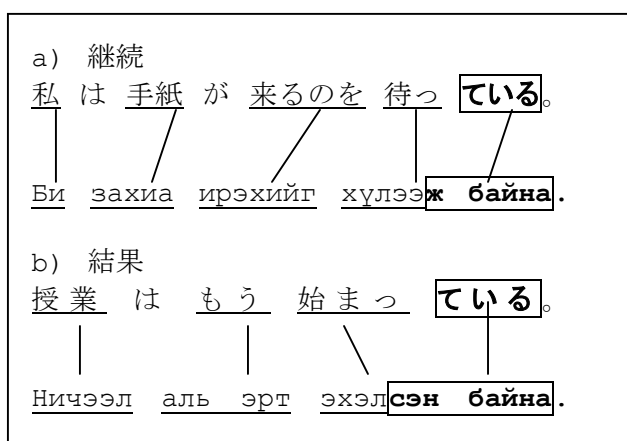 a) 継続
私 は 手紙 が 来るのを 待っ ている。
Би захиа ирэхийг хүлээж байна.
b) 結果
授業 は もう 始まっ ている。
Ничээл аль эрт эхэлсэн байна.